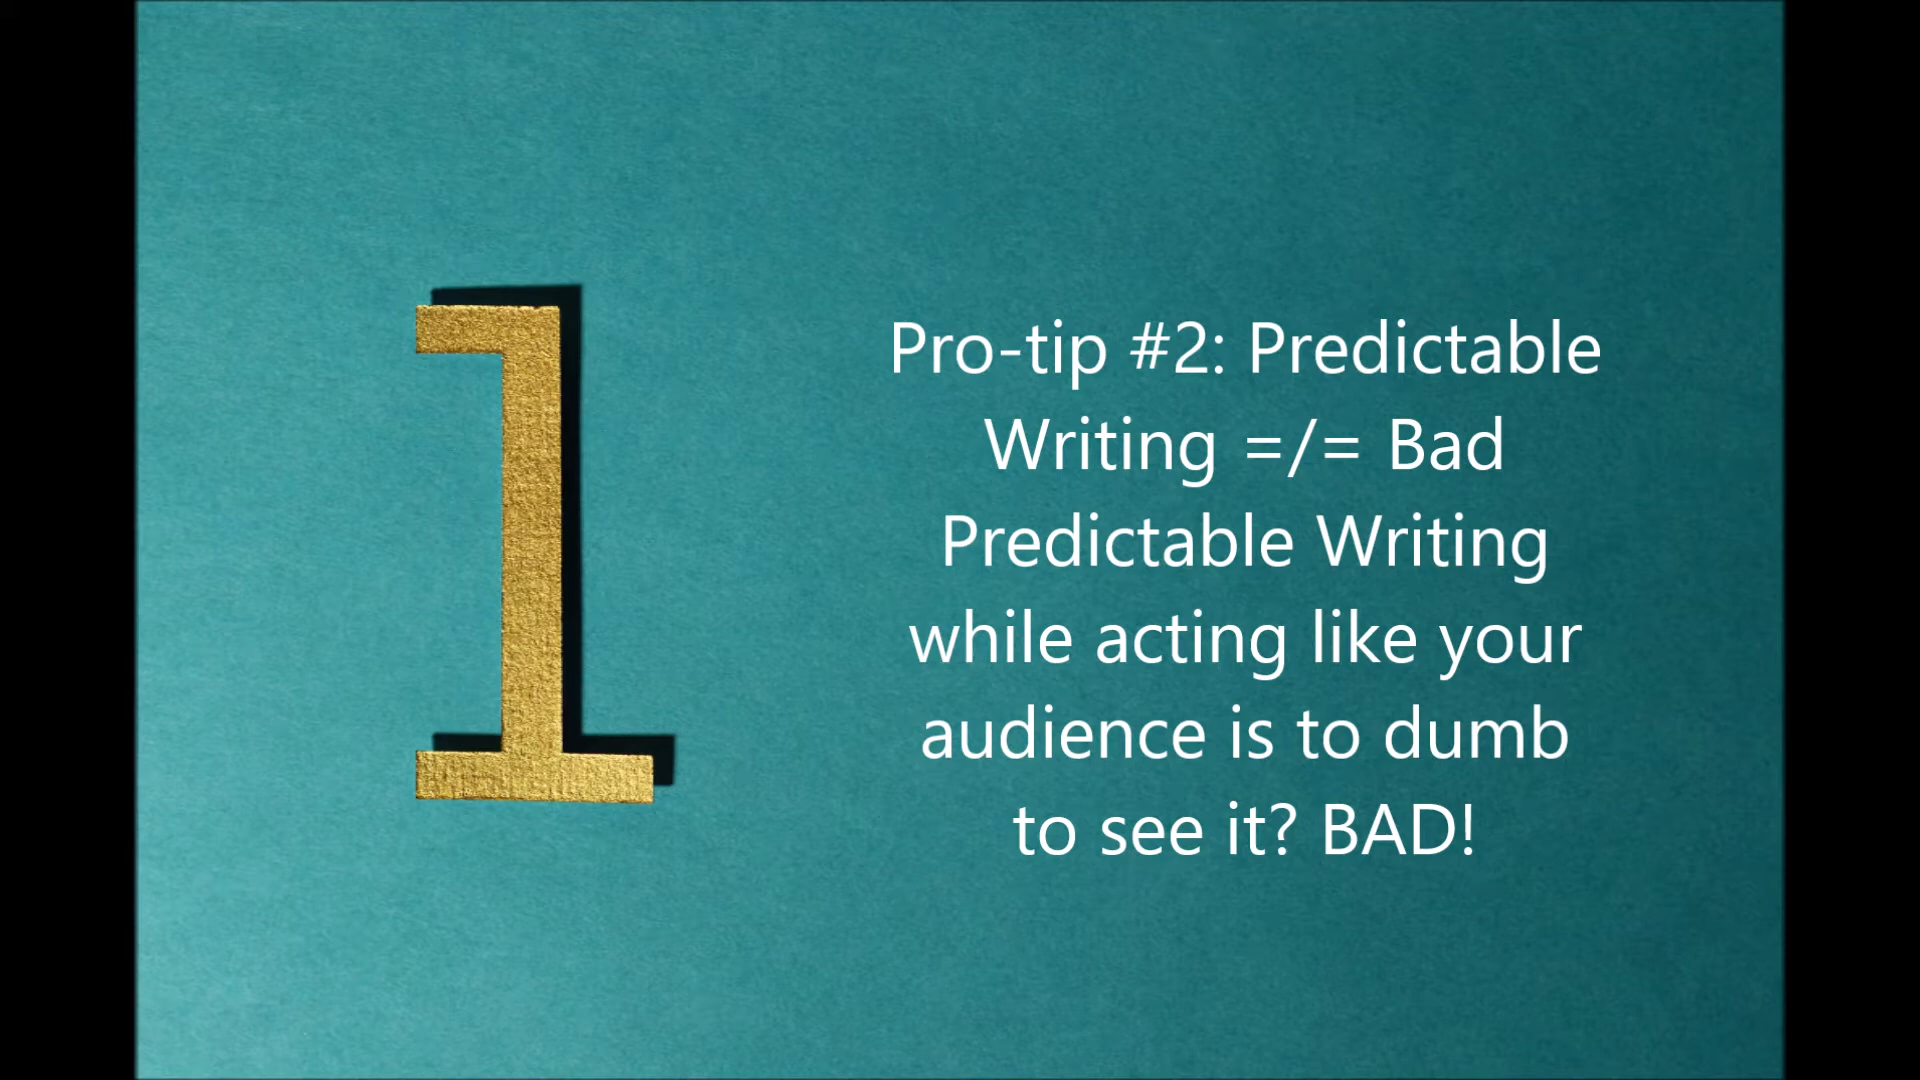 1
Pro-tip #2: Predictable
Writing =/= Bad
Predictable Writing
while acting like your
audience is to dumb
to see it? BAD!